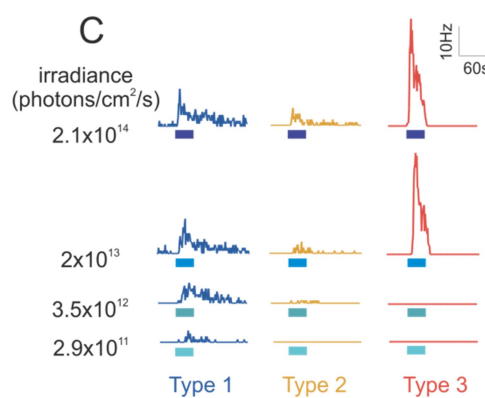 C
10Hz
60s
irradiance
(photons/cm²/s)
2.1x10¹⁴
2x10¹³
3.5x10¹²
2.9x10¹¹
Type 1 Type 2 Type 3